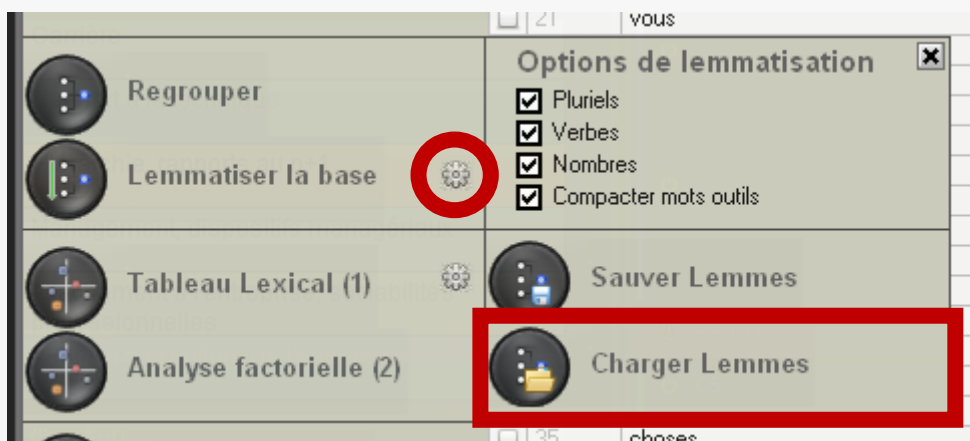 21 vous
Regrouper
Lemmatiser la base
Options de lemmatisation
Pluriels
Verbes
Nombres
Compacter mots outils
Tableau Lexical (1)
Sauver Lemmes
Analyse factorielle (2)
Charger Lemmes
35 choses